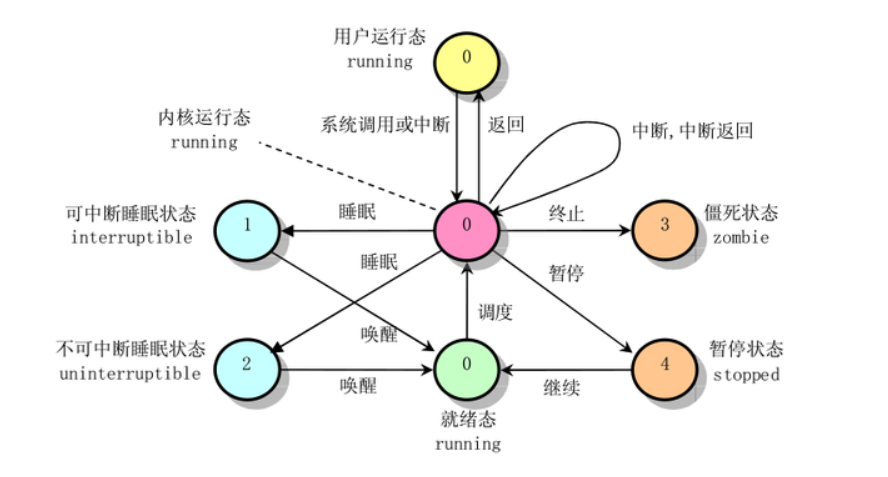 用户运行态
running
0
内核运行态
running
系统调用或中断
返回
中断,中断返回
可中断睡眠状态
interruptible
1
睡眠
0
终止
3
僵死状态
zombie
睡眠
暂停
唤醒
调度
不可中断睡眠状态
uninterruptible
2
唤醒
0
继续
4
暂停状态
stopped
就绪态
running